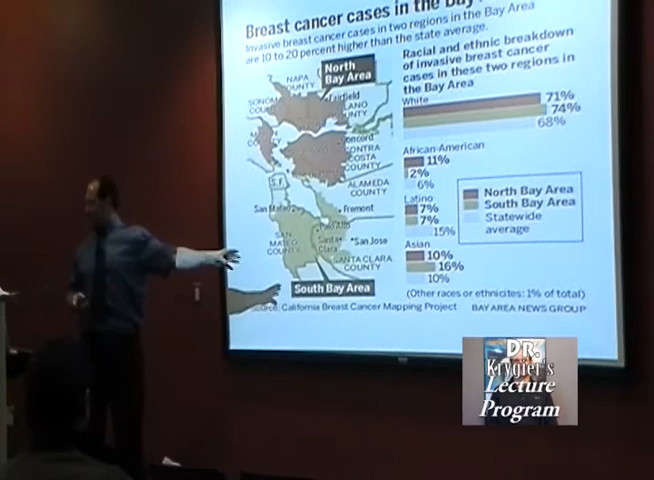 Breast cancer cases in the Bay
Invasive breast cancer cases in two regions in the Bay Area
are 10 to 20 percent higher than the state average.
North
Bay Area
NAPA
COUNTY
Fairfield
Concord
CONTRA
COSTA
COUNTY
S.F.
ALAMEDA
COUNTY
San Mateo
Fremont
Palo Alto
SAN
MATEO
COUNTY
Santa
Clara
San Jose
SANTA CLARA
COUNTY
South Bay Area
Source: California Breast Cancer Mapping Project
Racial and ethnic breakdown
of invasive breast cancer
cases in these two regions in
the Bay Area
White
71%
74%
68%
African-American
11%
2%
6%
Latino
7%
7%
15%
Asian
10%
16%
10%
North Bay Area
South Bay Area
Statewide
average
(Other races or ethnicites: 1% of total)
BAY AREA NEWS GROUP
DR.
Krygier's
Lecture
Program